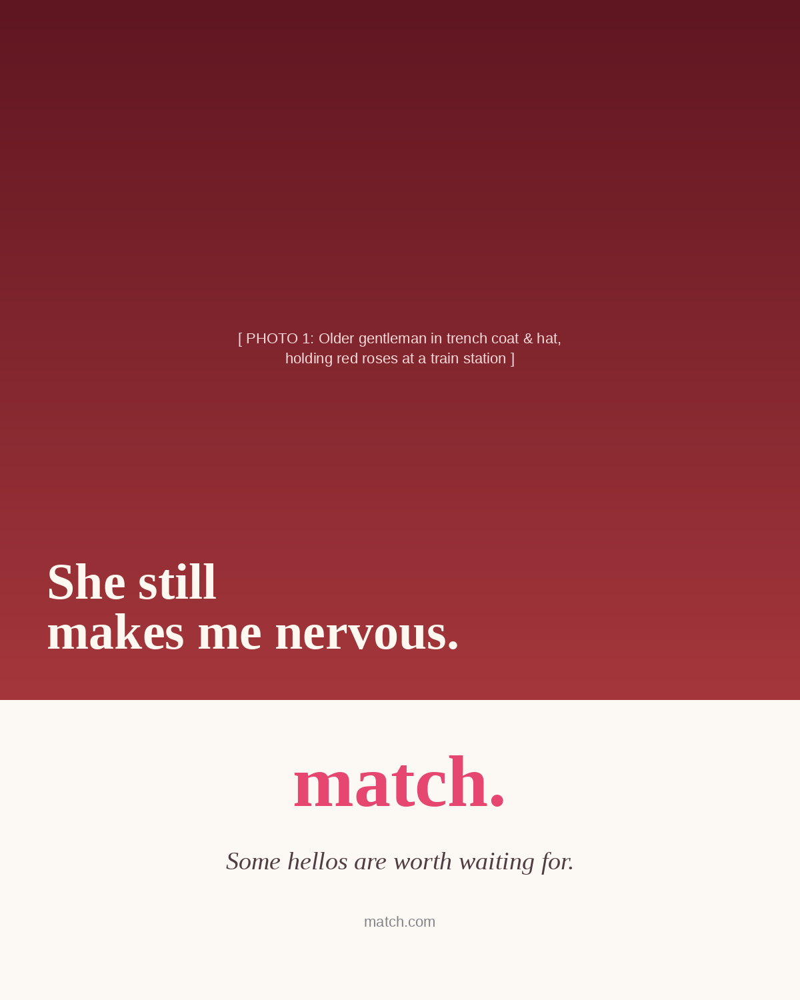 [ PHOTO 1: Older gentleman in trench coat & hat,
holding red roses at a train station ]
She still
makes me nervous.
match.
Some hellos are worth waiting for.
match.com